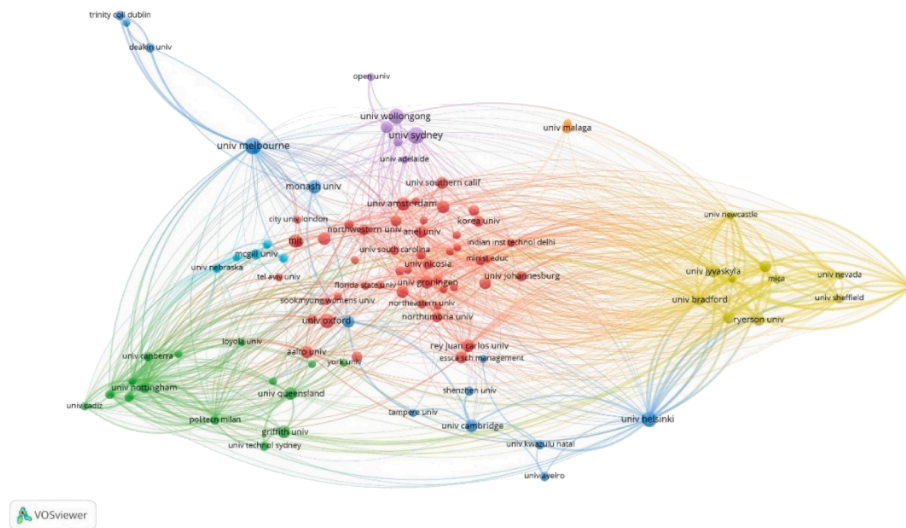 trinity coll dublin
deakin univ
open univ
univ wollongong
univ sydney
univ malaga
univ melbourne
univ adelaide
monash univ
univ southern calif
univ amsterdam
city univ london
korea univ
univ newcastle
northwestern univ
mit
indian inst technol delhi
mcgill univ
univ south carolina
minist educ
univ nebraska
univ nicosia
tel aviv univ
univ johannesburg
univ jyvaskyla
mica
univ nevada
florida state univ
univ groningen
sookmyung womens univ
northeastern univ
univ bradford
univ sheffield
northumbria univ
ryerson univ
univ oxford
loyola univ
rey juan carlos univ
aalto univ
york univ
univ canberra
univ nottingham
univ queensland
shenzhen univ
univ cadiz
politecn milan
tampere univ
univ cambridge
univ helsinki
griffith univ
univ technol sydney
univ kwazulu natal
univ aveiro
VOSviewer